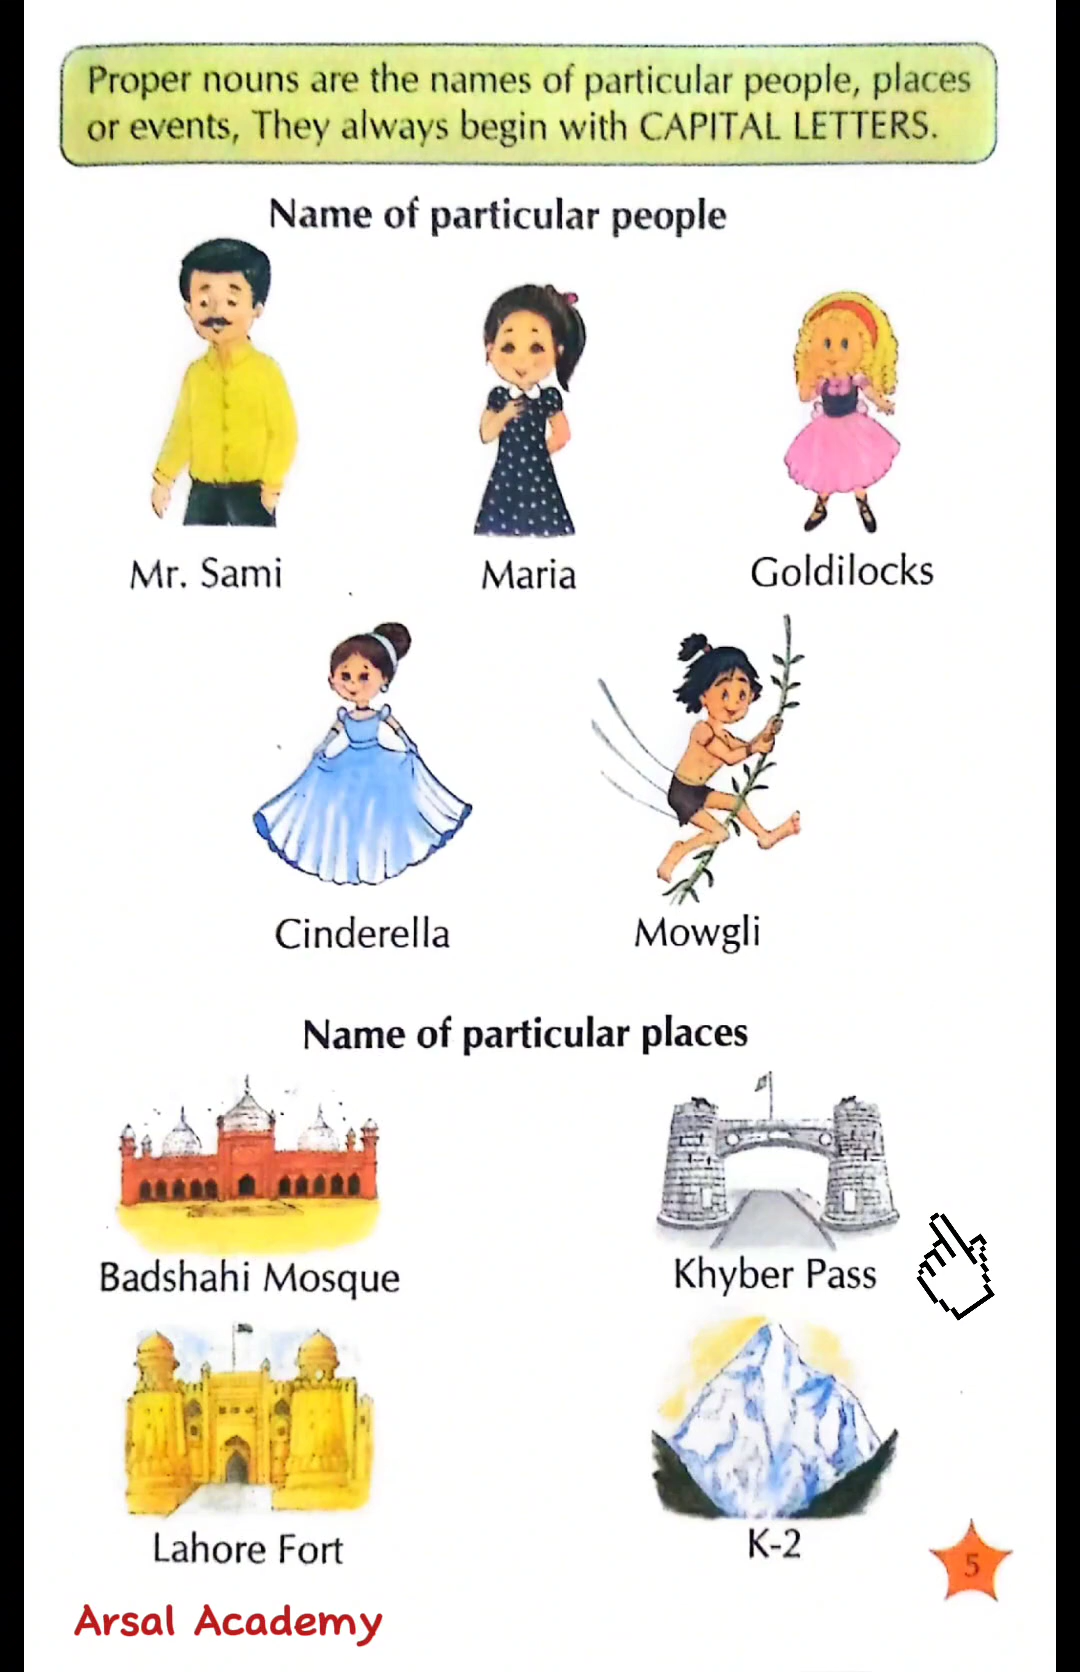 Proper nouns are the names of particular people, places
or events, They always begin with CAPITAL LETTERS.
Name of particular people
Mr. Sami
Maria
Goldilocks
Cinderella
Mowgli
Name of particular places
Badshahi Mosque
Khyber Pass
Lahore Fort
K-2
5
Arsal Academy